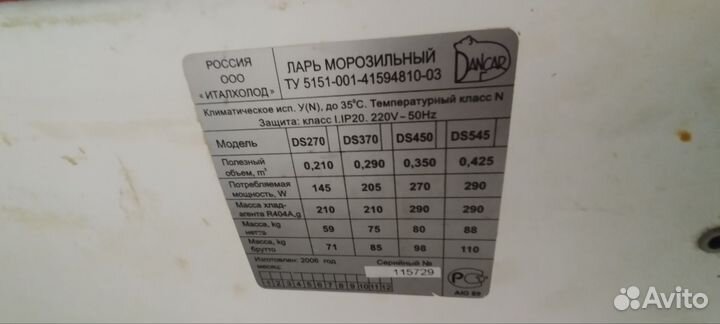 РОССИЯ
ООО
«ИТАЛХОЛОД»
ЛАРЬ МОРОЗИЛЬНЫЙ
ТУ 5151-001-41594810-03
DANCAR
Климатическое исп. У(N), до 35°С. Температурный класс N
Защита: класс I.IP20. 220V~50Hz
Модель DS270 DS370 DS450 DS545
Полезный объем, m³ 0,210 0,290 0,350 0,425
Потребляемая мощность, W 145 205 270 290
Масса хлад-агента R404A,g 210 210 290 290
Масса, kg нетта 59 75 80 88
Масса, kg брутто 71 85 98 110
Изготовлен: 2006 год
месяц:
1 2 3 4 5 6 7 8 9 10 11 12
Серийный №
115729
РС
Avito